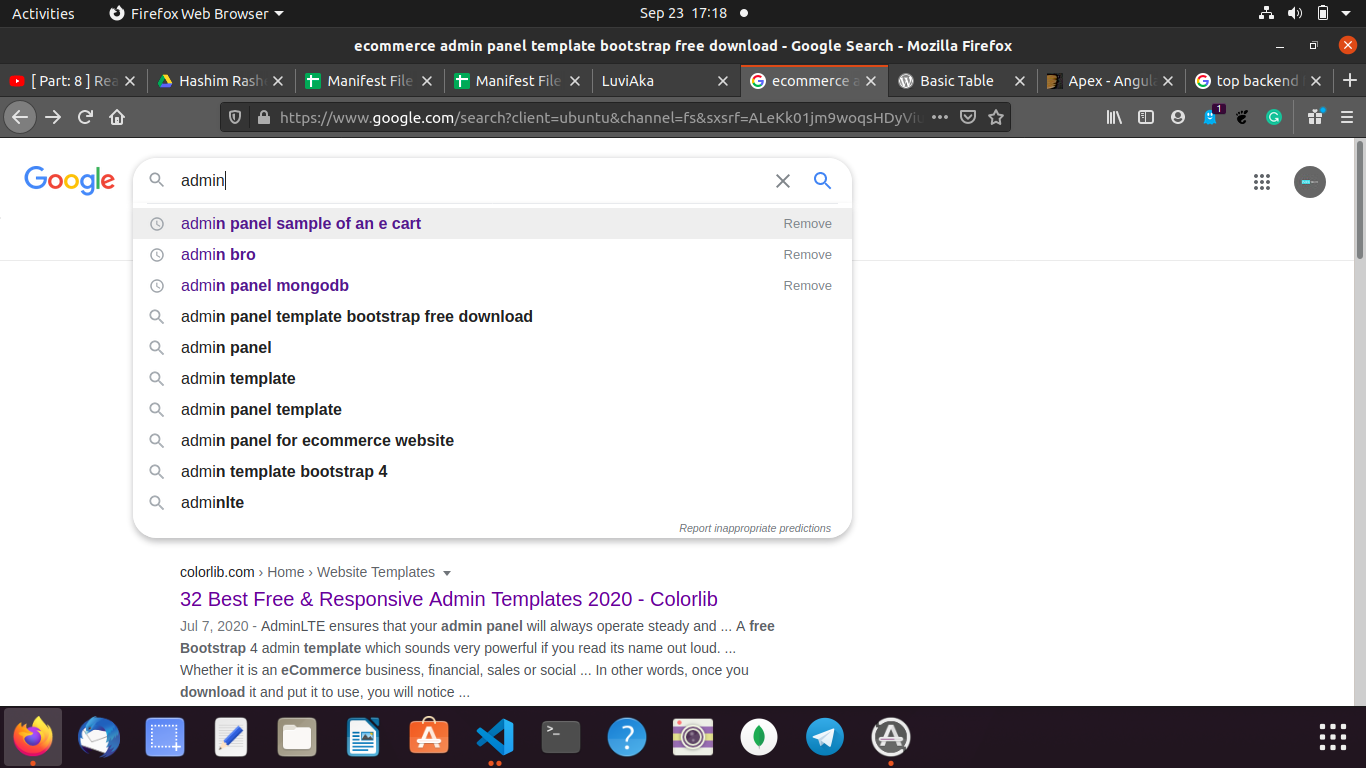 Activities
Firefox Web Browser
Sep 23 17:18
ecommerce admin panel template bootstrap free download - Google Search - Mozilla Firefox
[ Part: 8 ] Rea
Hashim Rash
Manifest File
Manifest File
LuviAka
ecommerce a
Basic Table
Apex - Angula
top backend
https://www.google.com/search?client=ubuntu&channel=fs&sxsrf=ALeKk01jm9woqsHDyViu
1
Google
admin
admin panel sample of an e cart Remove
admin bro Remove
admin panel mongodb Remove
admin panel template bootstrap free download
admin panel
admin template
admin panel template
admin panel for ecommerce website
admin template bootstrap 4
adminlte
Report inappropriate predictions
colorlib.com › Home › Website Templates
32 Best Free & Responsive Admin Templates 2020 - Colorlib
Jul 7, 2020 - AdminLTE ensures that your admin panel will always operate steady and ... A free
Bootstrap 4 admin template which sounds very powerful if you read its name out loud. ...
Whether it is an eCommerce business, financial, sales or social ... In other words, once you
download it and put it to use, you will notice ...